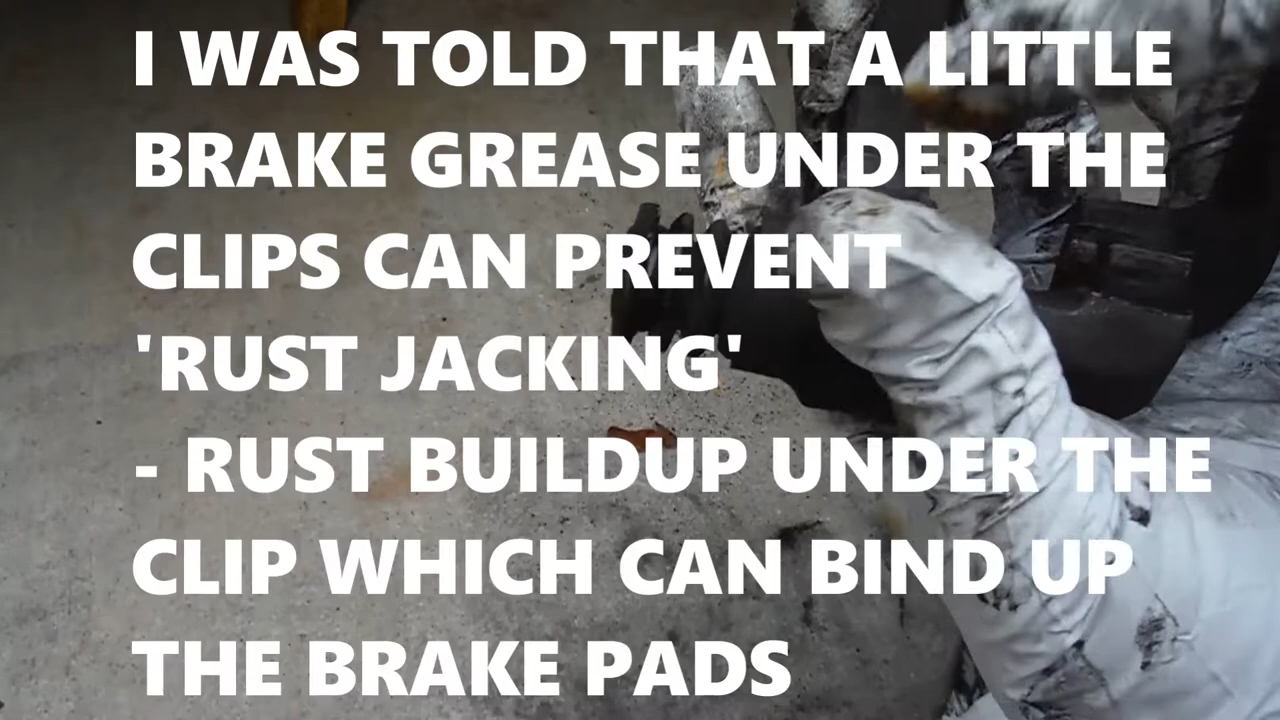 I WAS TOLD THAT A LITTLE
BRAKE GREASE UNDER THE
CLIPS CAN PREVENT
'RUST JACKING'
- RUST BUILDUP UNDER THE
CLIP WHICH CAN BIND UP
THE BRAKE PADS